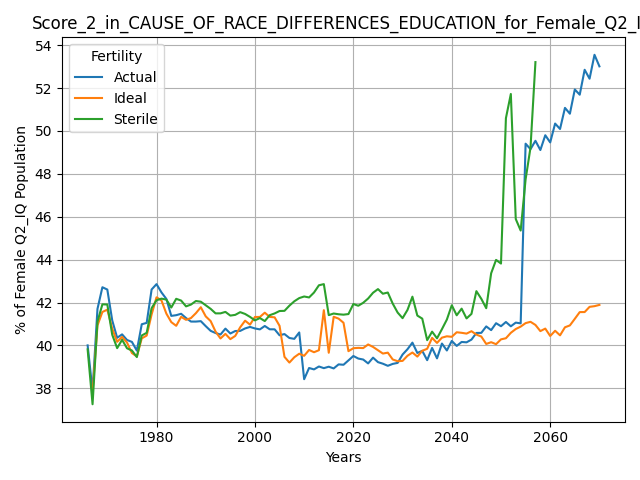 Score_2_in_CAUSE_OF_RACE_DIFFERENCES_EDUCATION_for_Female_Q2_I
Fertility
Actual
Ideal
Sterile
% of Female Q2_IQ Population
54
52
50
48
46
44
42
40
38
1980
2000
2020
2040
2060
Years